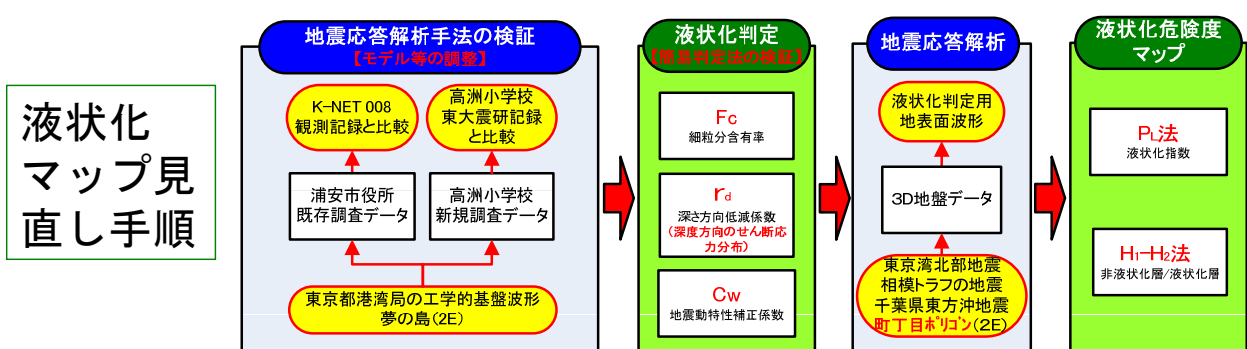 液状化
マップ見
直し手順
地震応答解析手法の検証
【モデル等の調整】
K-NET 008
観測記録と比較
高洲小学校
東大震研記録
と比較
浦安市役所
既存調査データ
高洲小学校
新規調査データ
東京都港湾局の工学的基盤波形
夢の島(2E)
液状化判定
【簡易判定法の検証】
Fc
細粒分含有率
rd
深さ方向低減係数
(深度方向のせん断応
力分布)
Cw
地震動特性補正係数
地震応答解析
液状化判定用
地表面波形
3D地盤データ
東京湾北部地震
相模トラフの地震
千葉県東方沖地震
町丁目ポリゴン(2E)
液状化危険度
マップ
PL法
液状化指数
H1-H2法
非液状化層/液状化層